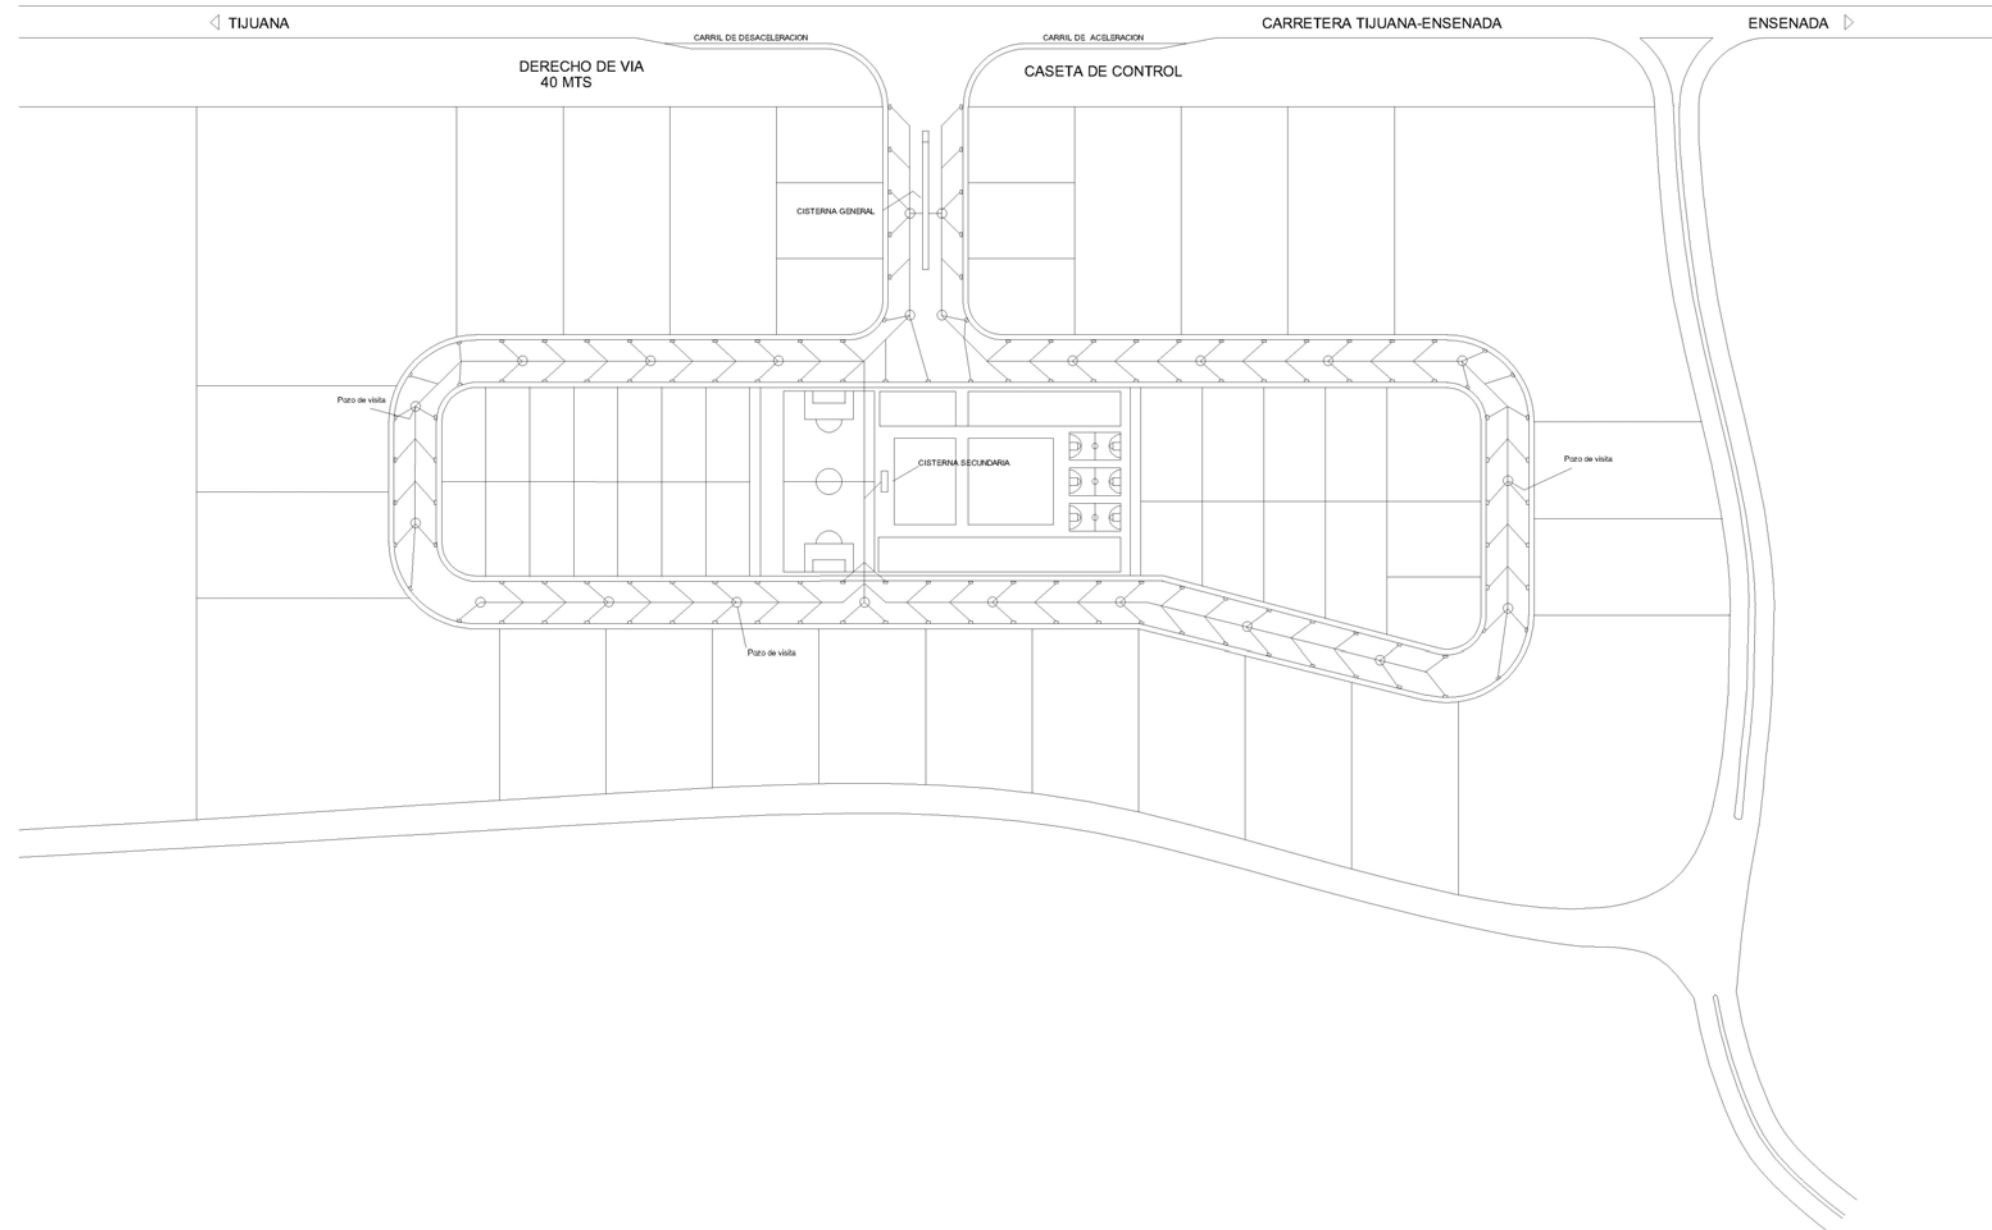 TIJUANA
CARRETERA TIJUANA-ENSENADA
ENSENADA
CARRIL DE DESACELERACION
CARRIL DE ACELERACION
DERECHO DE VIA
40 MTS
CASETA DE CONTROL
CISTERNA GENERAL
Pozo de visita
CISTERNA SECUNDARIA
Pozo de visita
Pozo de visita